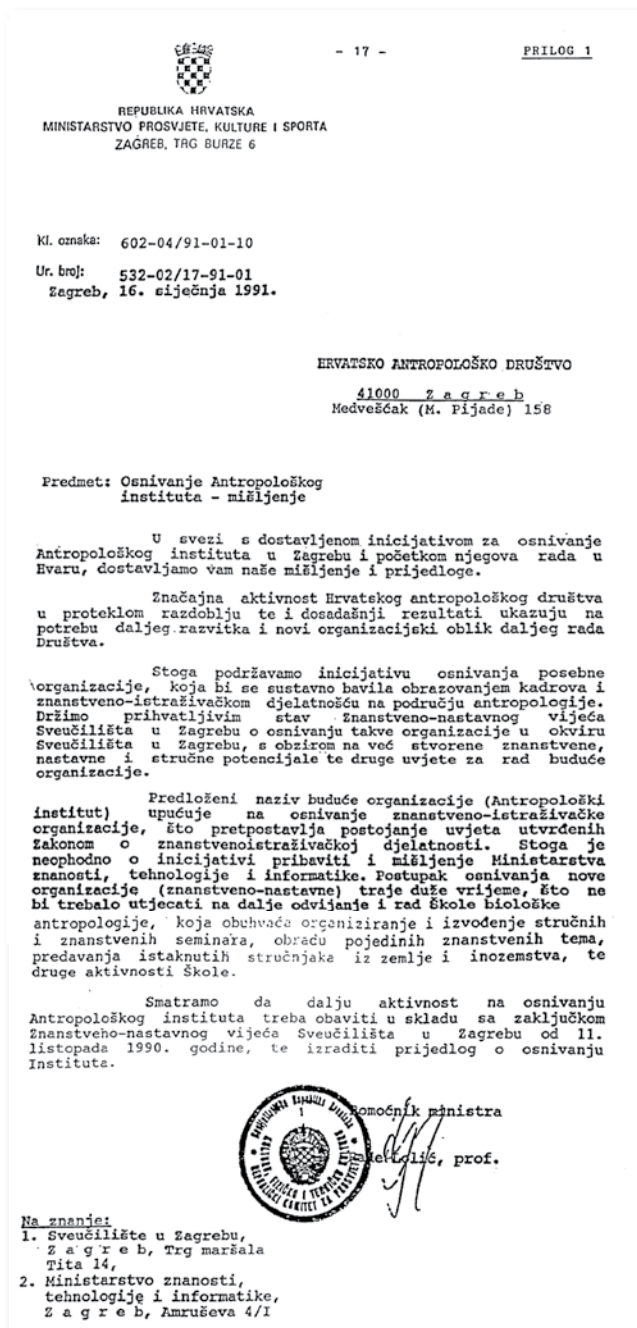 - 17 -
PRILOG 1
REPUBLIKA HRVATSKA
MINISTARSTVO PROSVJETE, KULTURE I SPORTA
ZAGREB, TRG BURZE 6
Kl. oznaka: 602-04/91-01-10
Ur. broj: 532-02/17-91-01
Zagreb, 16. siječnja 1991.
HRVATSKO ANTROPOLOŠKO DRUŠTVO
41000 Z a g r e b
Medvešćak (M. Pijade) 158
Predmet: Osnivanje Antropološkog
instituta - mišljenje
U svezi s dostavljenom inicijativom za osnivanje
Antropološkog instituta u Zagrebu i početkom njegova rada u
Hvaru, dostavljamo vam naše mišljenje i prijedloge.
Značajna aktivnost Hrvatskog antropološkog društva
u proteklom razdoblju te i dosadašnji rezultati ukazuju na
potrebu daljeg razvitka i novi organizacijski oblik daljeg rada
Društva.
Stoga podržavamo inicijativu osnivanja posebne
organizacije, koja bi se sustavno bavila obrazovanjem kadrova i
znanstveno-istraživačkom djelatnošću na području antropologije.
Držimo prihvatljivim stav Znanstveno-nastavnog vijeća
Sveučilišta u Zagrebu o osnivanju takve organizacije u okviru
Sveučilišta u Zagrebu, s obzirom na već stvorene znanstvene,
nastavne i stručne potencijale te druge uvjete za rad buduće
organizacije.
Predloženi naziv buduće organizacije (Antropološki
institut) upućuje na osnivanje znanstveno-istraživačke
organizacije, što pretpostavlja postojanje uvjeta utvrđenih
Zakonom o znanstvenoistraživačkoj djelatnosti. Stoga je
neophodno o inicijativi pribaviti i mišljenje Ministarstva
znanosti, tehnologije i informatike. Postupak osnivanja nove
organizacije (znanstveno-nastavne) traje duže vrijeme, što ne
bi trebalo utjecati na dalje odvijanje i rad Škole biološke
antropologije, koja obuhvaća organiziranje i izvođenje stručnih
i znanstvenih seminara, obradu pojedinih znanstvenih tema,
predavanja istaknutih stručnjaka iz zemlje i inozemstva, te
druge aktivnosti Škole.
Smatramo da dalju aktivnost na osnivanju
Antropološkog instituta treba obaviti u skladu sa zaključkom
Znanstveno-nastavnog vijeća Sveučilišta u Zagrebu od 11.
listopada 1990. godine, te izraditi prijedlog o osnivanju
Instituta.
Pomoćnik ministra
prof.
Na znanje:
1. Sveučilište u Zagrebu,
Z a g r e b, Trg maršala
Tita 14,
2. Ministarstvo znanosti,
tehnologije i informatike,
Z a g r e b, Amruševa 4/I